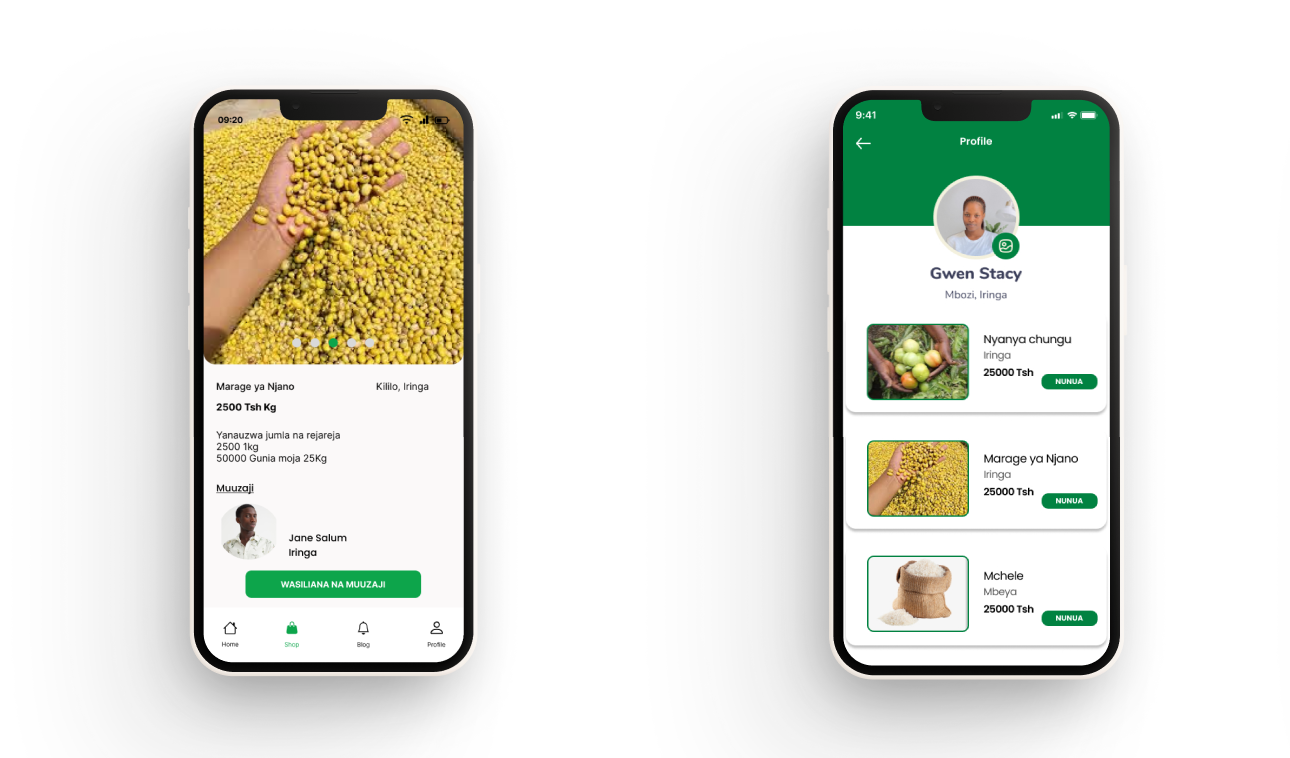 09:20
Marage ya Njano
Kililo, Iringa
2500 Tsh Kg
Yanauzwa jumla na rejareja
2500 1kg
50000 Gunia moja 25Kg
Muuzaji
Jane Salum
Iringa
WASILIANA NA MUUZAJI
Home
Shop
Blog
Profile
9:41
Profile
Gwen Stacy
Mbozi, Iringa
Nyanya chungu
Iringa
25000 Tsh
NUNUA
Marage ya Njano
Iringa
25000 Tsh
NUNUA
Mchele
Mbeya
25000 Tsh
NUNUA